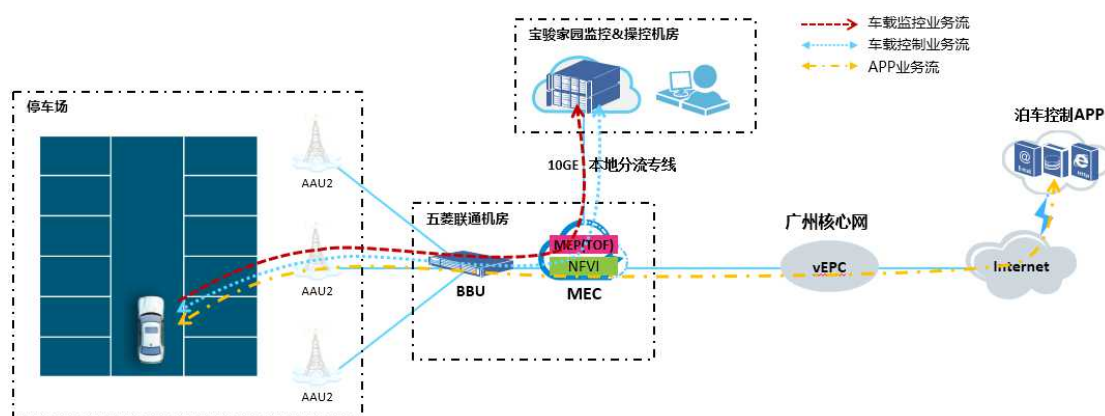 宝骏家园监控&操控机房
车载监控业务流
车载控制业务流
APP业务流
停车场
泊车控制APP
AAU2
10GE 本地分流专线
五菱联通机房
广州核心网
MEP(TOF)
NFVI
AAU2
BBU
MEC
vEPC
Internet
AAU2